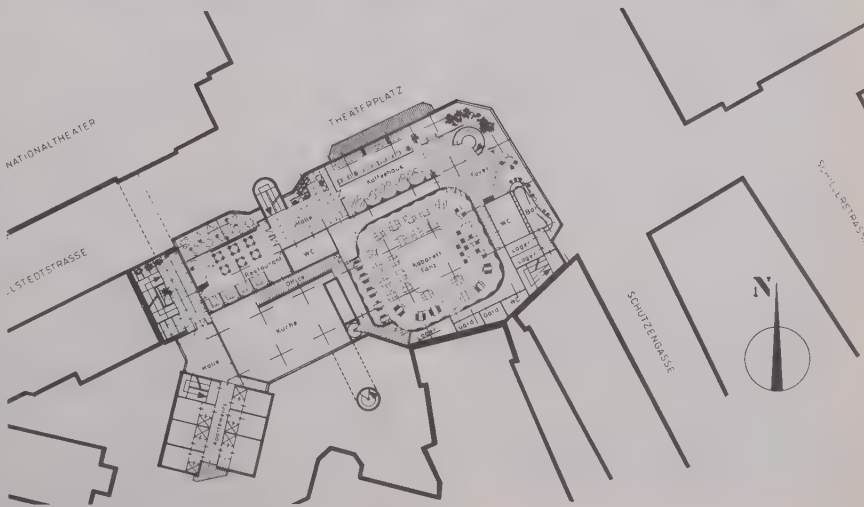 THEATERPLATZ
NATIONALTHEATER
Kaffeehaus
Foyer
Halle
WC
Bar
WC
Restaurant
Kabarett
Tanz
Lager
Lager
Office
Küche
WC
Gard
Gard
Lager
Halle
N
SCHÜTZENGASSE